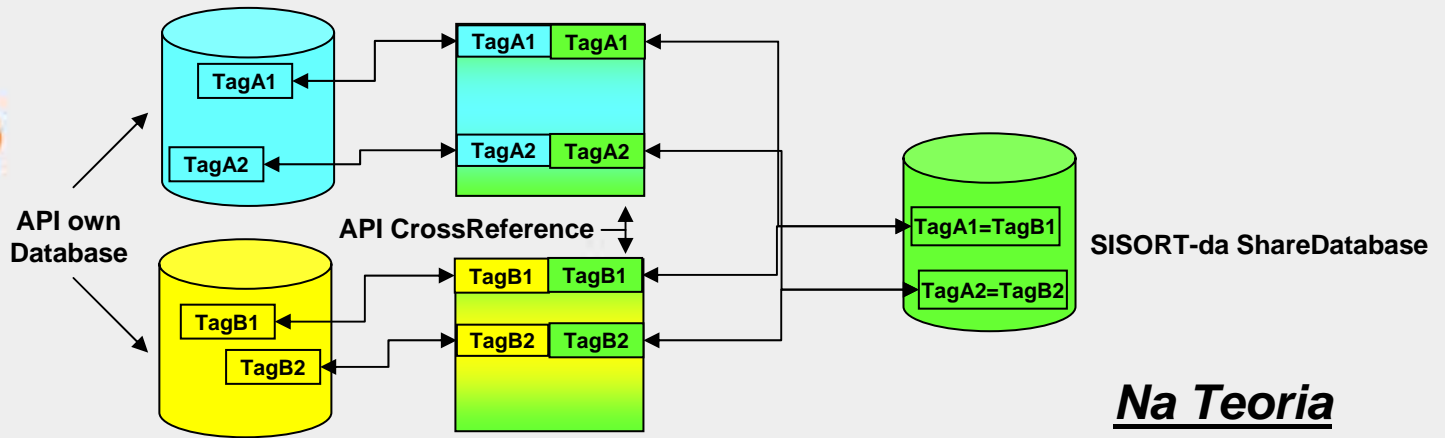 TagA1
TagA2
TagA1 TagA1
TagA2 TagA2
API own
Database
API CrossReference
TagB1
TagB2
TagB1 TagB1
TagB2 TagB2
TagA1=TagB1
TagA2=TagB2
SISORT-da ShareDatabase
Na Teoria